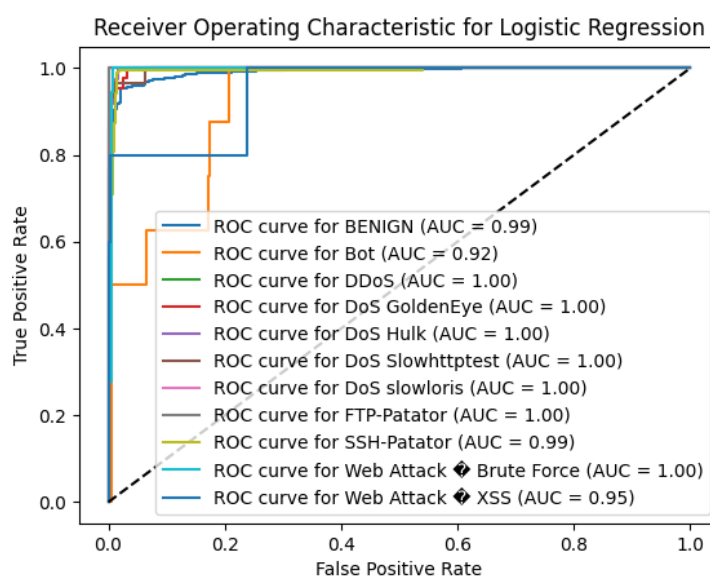 Receiver Operating Characteristic for Logistic Regression
True Positive Rate
1.0
0.8
0.6
0.4
0.2
0.0
ROC curve for BENIGN (AUC = 0.99)
ROC curve for Bot (AUC = 0.92)
ROC curve for DDoS (AUC = 1.00)
ROC curve for DoS GoldenEye (AUC = 1.00)
ROC curve for DoS Hulk (AUC = 1.00)
ROC curve for DoS Slowhttptest (AUC = 1.00)
ROC curve for DoS slowloris (AUC = 1.00)
ROC curve for FTP-Patator (AUC = 1.00)
ROC curve for SSH-Patator (AUC = 0.99)
ROC curve for Web Attack � Brute Force (AUC = 1.00)
ROC curve for Web Attack � XSS (AUC = 0.95)
0.0 0.2 0.4 0.6 0.8 1.0
False Positive Rate